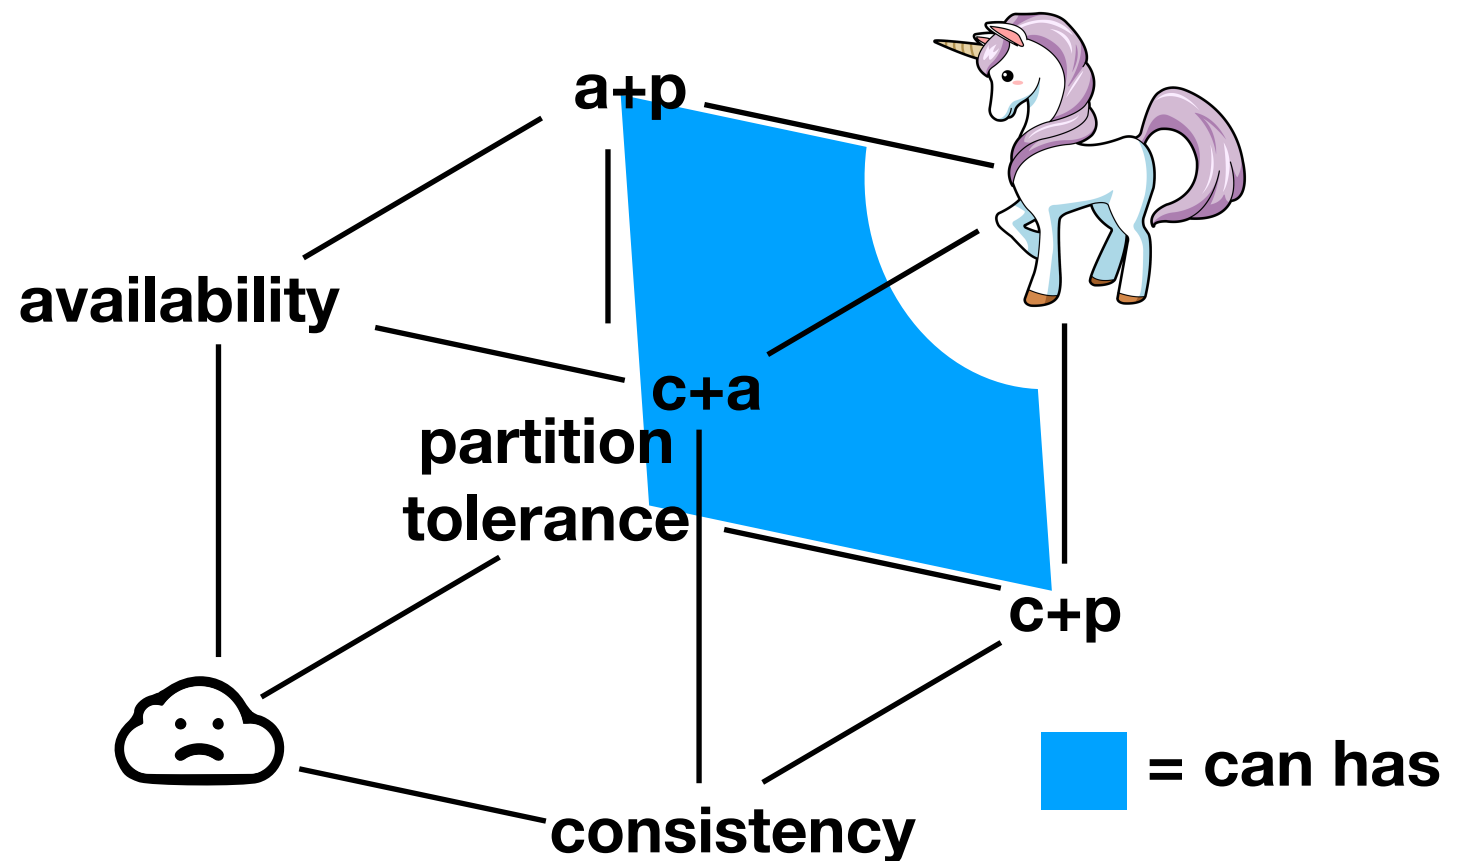 a+p
availability
c+a
partition
tolerance
c+p
= can has
consistency